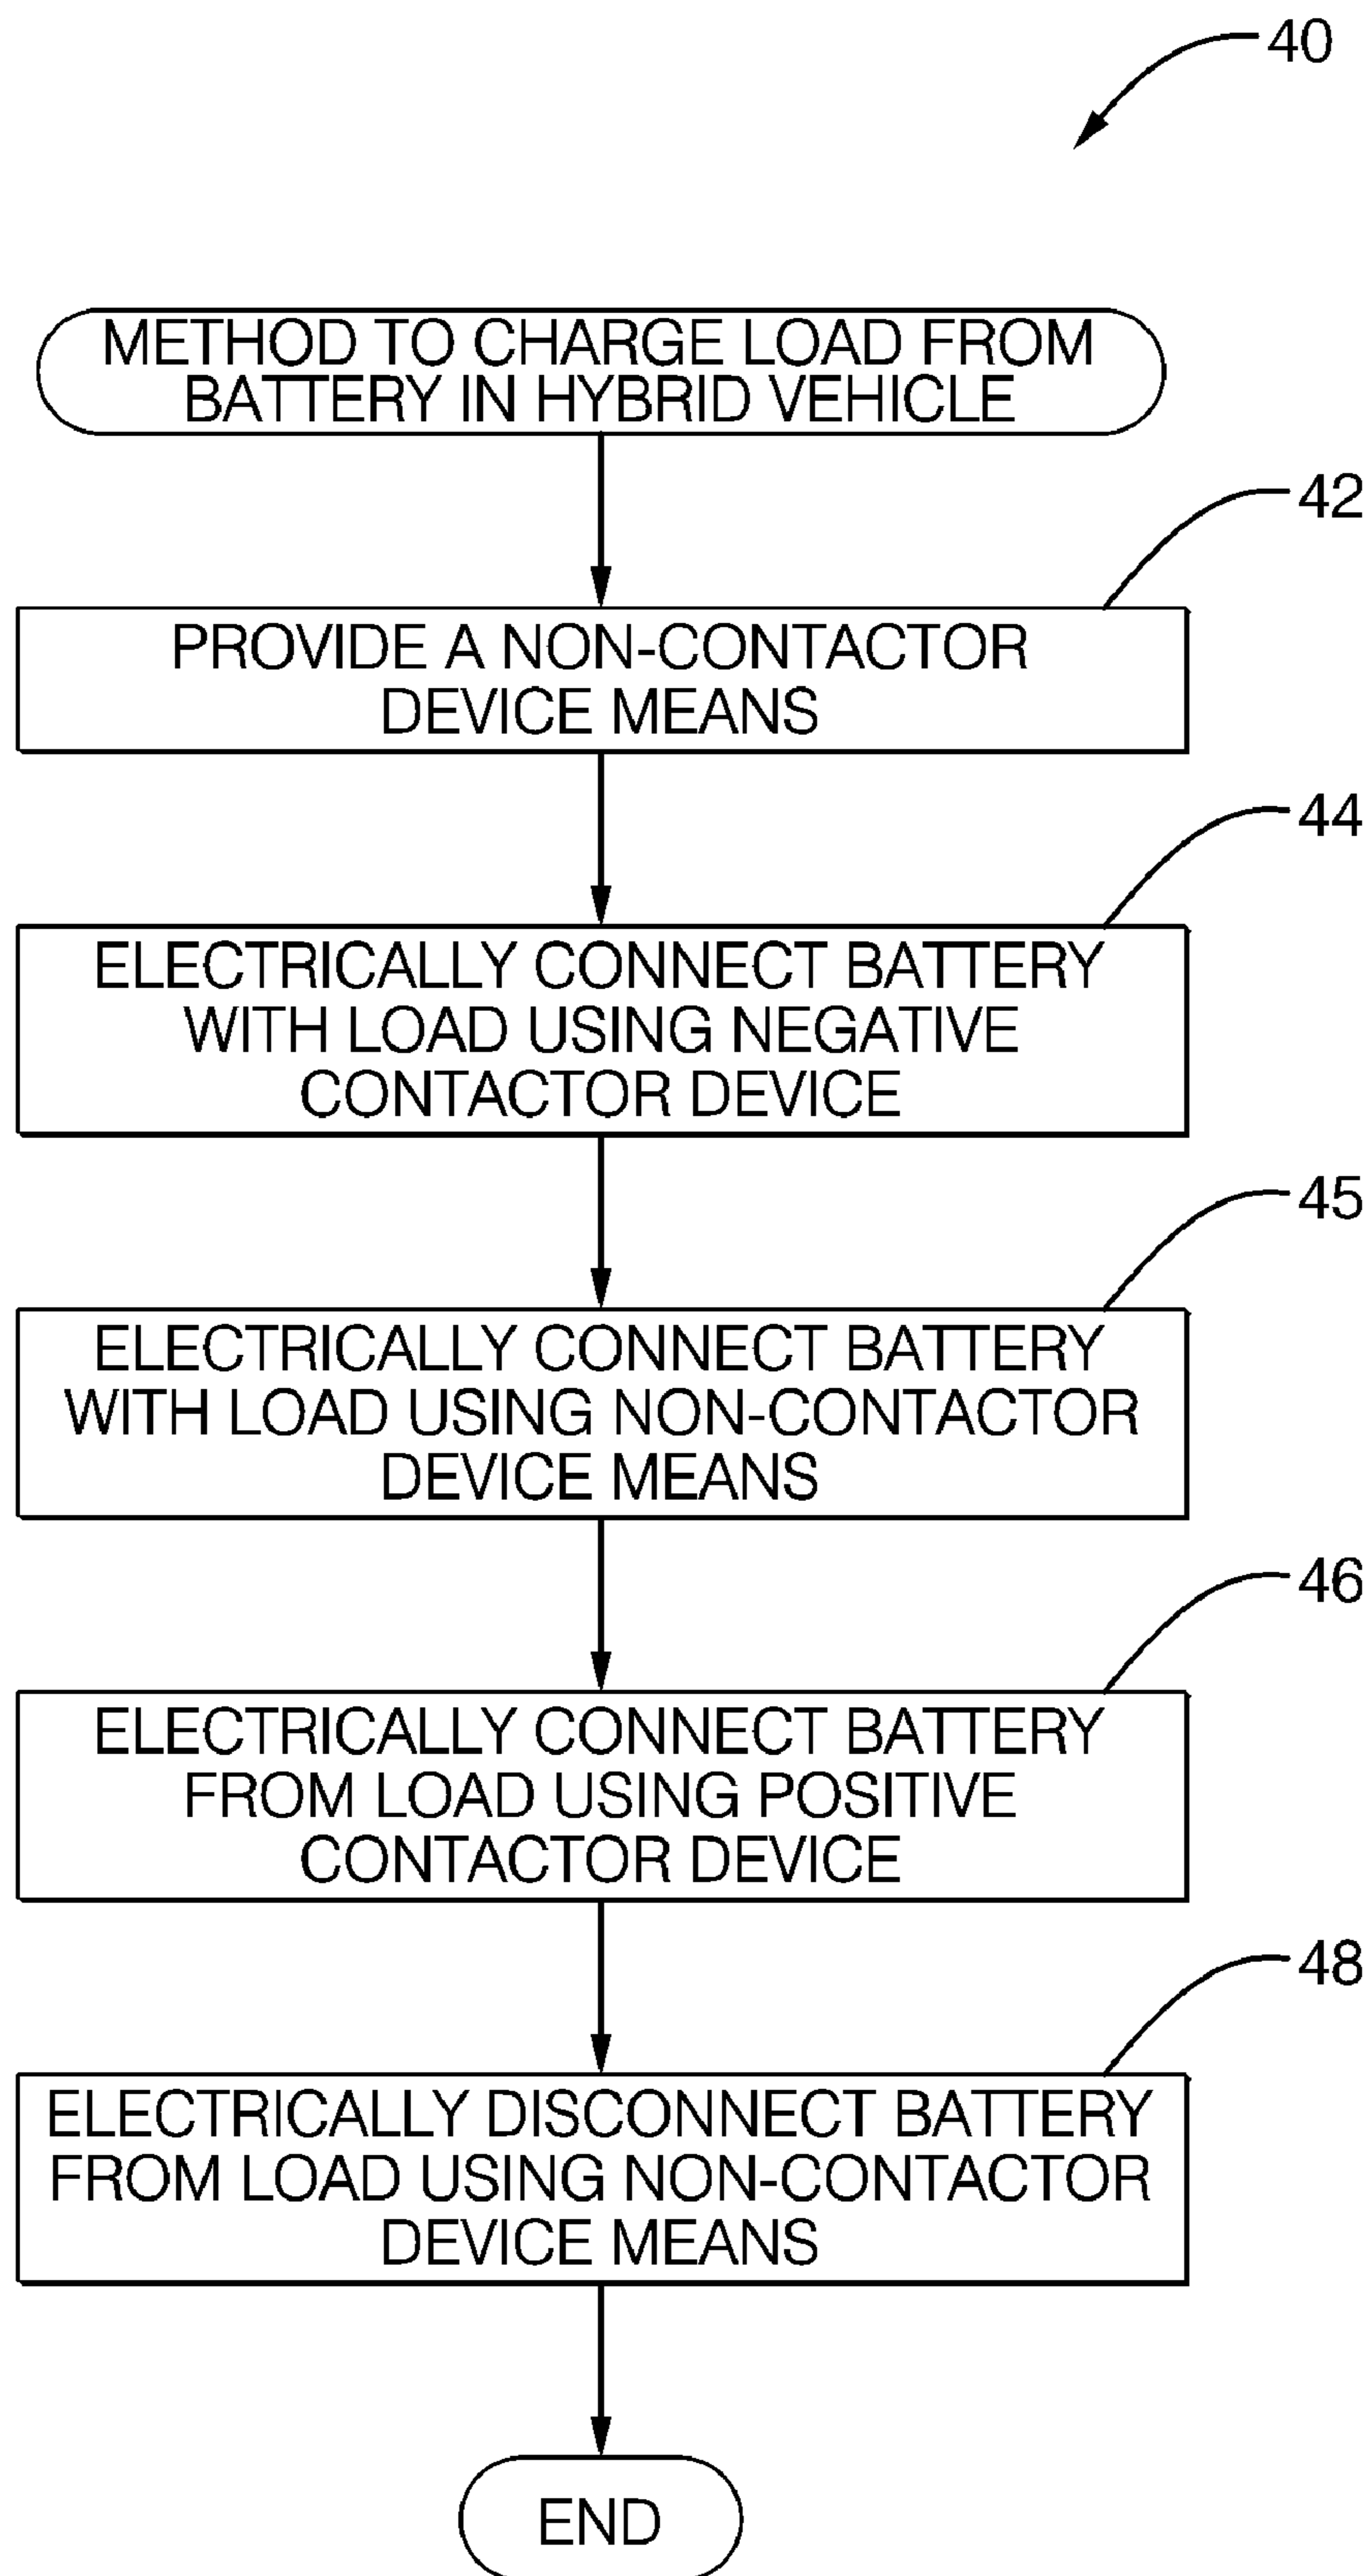 40
METHOD TO CHARGE LOAD FROM
BATTERY IN HYBRID VEHICLE
42
PROVIDE A NON-CONTACTOR
DEVICE MEANS
44
ELECTRICALLY CONNECT BATTERY
WITH LOAD USING NEGATIVE
CONTACTOR DEVICE
45
ELECTRICALLY CONNECT BATTERY
WITH LOAD USING NON-CONTACTOR
DEVICE MEANS
46
ELECTRICALLY CONNECT BATTERY
FROM LOAD USING POSITIVE
CONTACTOR DEVICE
48
ELECTRICALLY DISCONNECT BATTERY
FROM LOAD USING NON-CONTACTOR
DEVICE MEANS
END